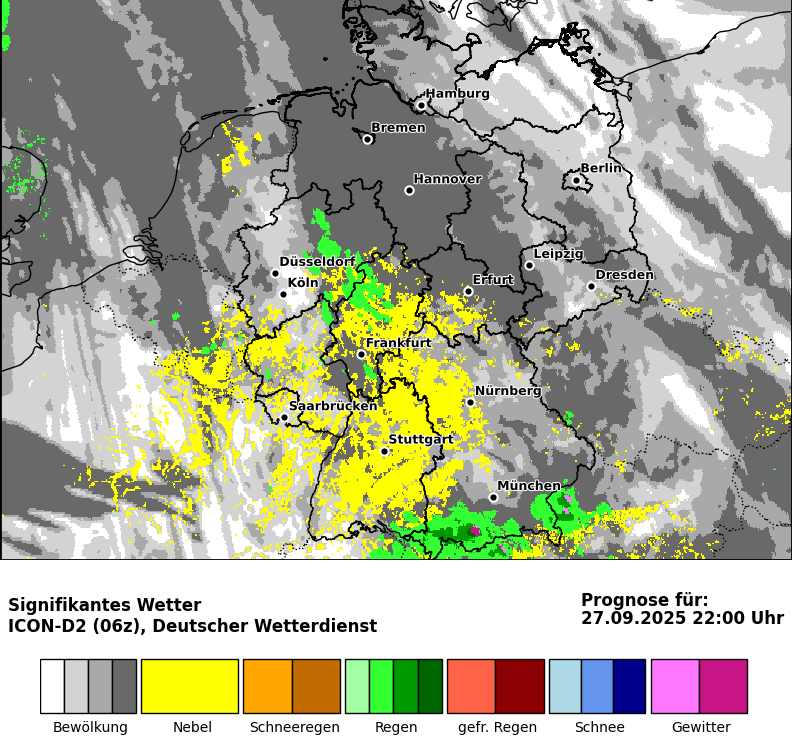 Hamburg
Bremen
Berlin
Hannover
Düsseldorf
Leipzig
Köln
Erfurt
Dresden
Frankfurt
Nürnberg
Saarbrücken
Stuttgart
München
Signifikantes Wetter
ICON-D2 (06z), Deutscher Wetterdienst
Prognose für:
27.09.2025 22:00 Uhr
Bewölkung Nebel Schneeregen Regen gefr. Regen Schnee Gewitter